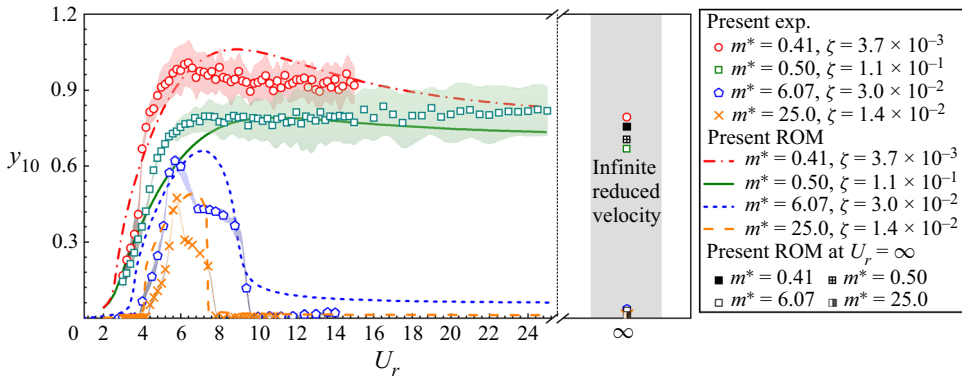 1.2
0.9
0.6
0.3
y₁₀
0 2 4 6 8 10 12 14 16 18 20 22 24 ∞
Uᵣ
Infinite
reduced
velocity
Present exp.
m* = 0.41, ζ = 3.7 × 10⁻³
m* = 0.50, ζ = 1.1 × 10⁻¹
m* = 6.07, ζ = 3.0 × 10⁻²
m* = 25.0, ζ = 1.4 × 10⁻²
Present ROM
m* = 0.41, ζ = 3.7 × 10⁻³
m* = 0.50, ζ = 1.1 × 10⁻¹
m* = 6.07, ζ = 3.0 × 10⁻²
m* = 25.0, ζ = 1.4 × 10⁻²
Present ROM at Uᵣ = ∞
m* = 0.41 m* = 0.50
m* = 6.07 m* = 25.0